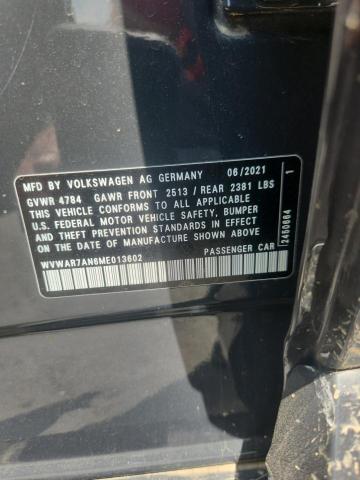 MFD BY VOLKSWAGEN AG GERMANY 06/2021
GVWR 4784 GAWR FRONT 2513 / REAR 2381 LBS
THIS VEHICLE CONFORMS TO ALL APPLICABLE
U.S. FEDERAL MOTOR VEHICLE SAFETY, BUMPER
& THEFT PREVENTION STANDARDS IN EFFECT
ON THE DATE OF MANUFACTURE SHOWN ABOVE
WVWAR7AN6ME013602 PASSENGER CAR
2450664 1